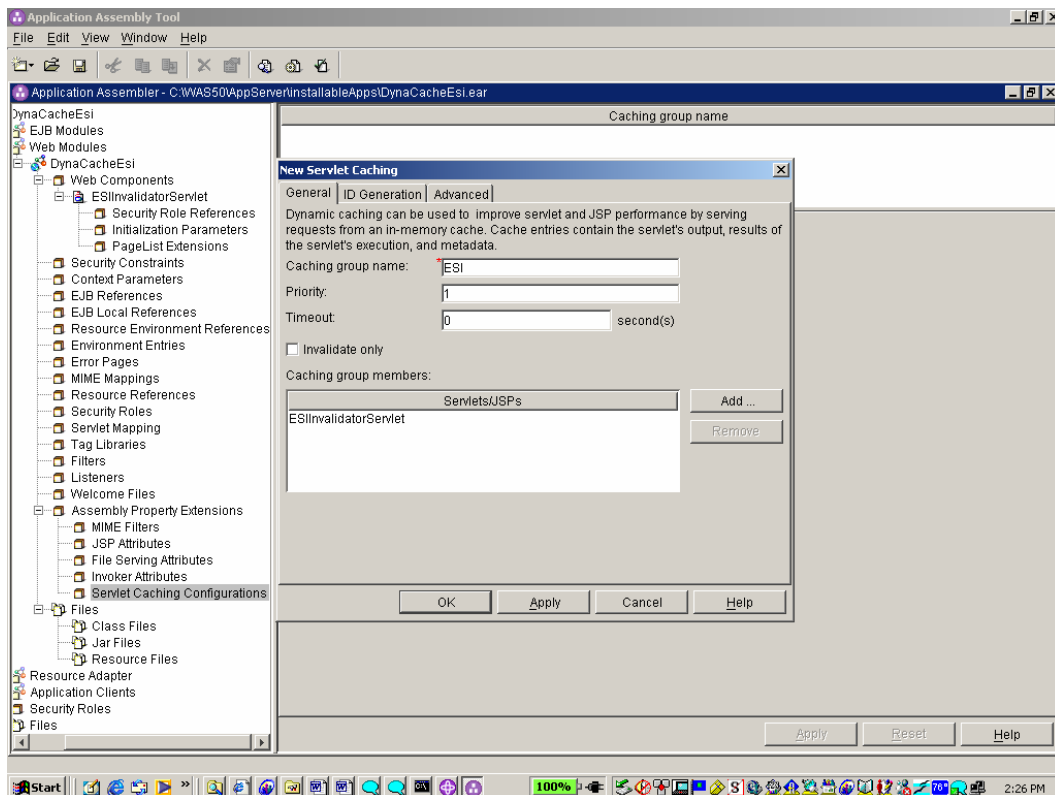 Application Assembly Tool
File Edit View Window Help
Application Assembler - C:\WAS50\AppServer\installableApps\DynaCacheEsi.ear
DynaCacheEsi
EJB Modules
Web Modules
DynaCacheEsi
Web Components
ESIInvalidatorServlet
Security Role References
Initialization Parameters
PageList Extensions
Security Constraints
Context Parameters
EJB References
EJB Local References
Resource Environment References
Environment Entries
Error Pages
MIME Mappings
Resource References
Security Roles
Servlet Mapping
Tag Libraries
Filters
Listeners
Welcome Files
Assembly Property Extensions
MIME Filters
JSP Attributes
File Serving Attributes
Invoker Attributes
Servlet Caching Configurations
Files
Class Files
Jar Files
Resource Files
Resource Adapter
Application Clients
Security Roles
Files
Caching group name
New Servlet Caching
General ID Generation Advanced
Dynamic caching can be used to improve servlet and JSP performance by serving
requests from an in-memory cache. Cache entries contain the servlet's output, results of
the servlet's execution, and metadata.
Caching group name: *ESI
Priority: 1
Timeout: 0 second(s)
Invalidate only
Caching group members:
Servlets/JSPs
ESIInvalidatorServlet
Add ...
Remove
OK Apply Cancel Help
Apply Reset Help
Start » 100% S 76° 2:26 PM